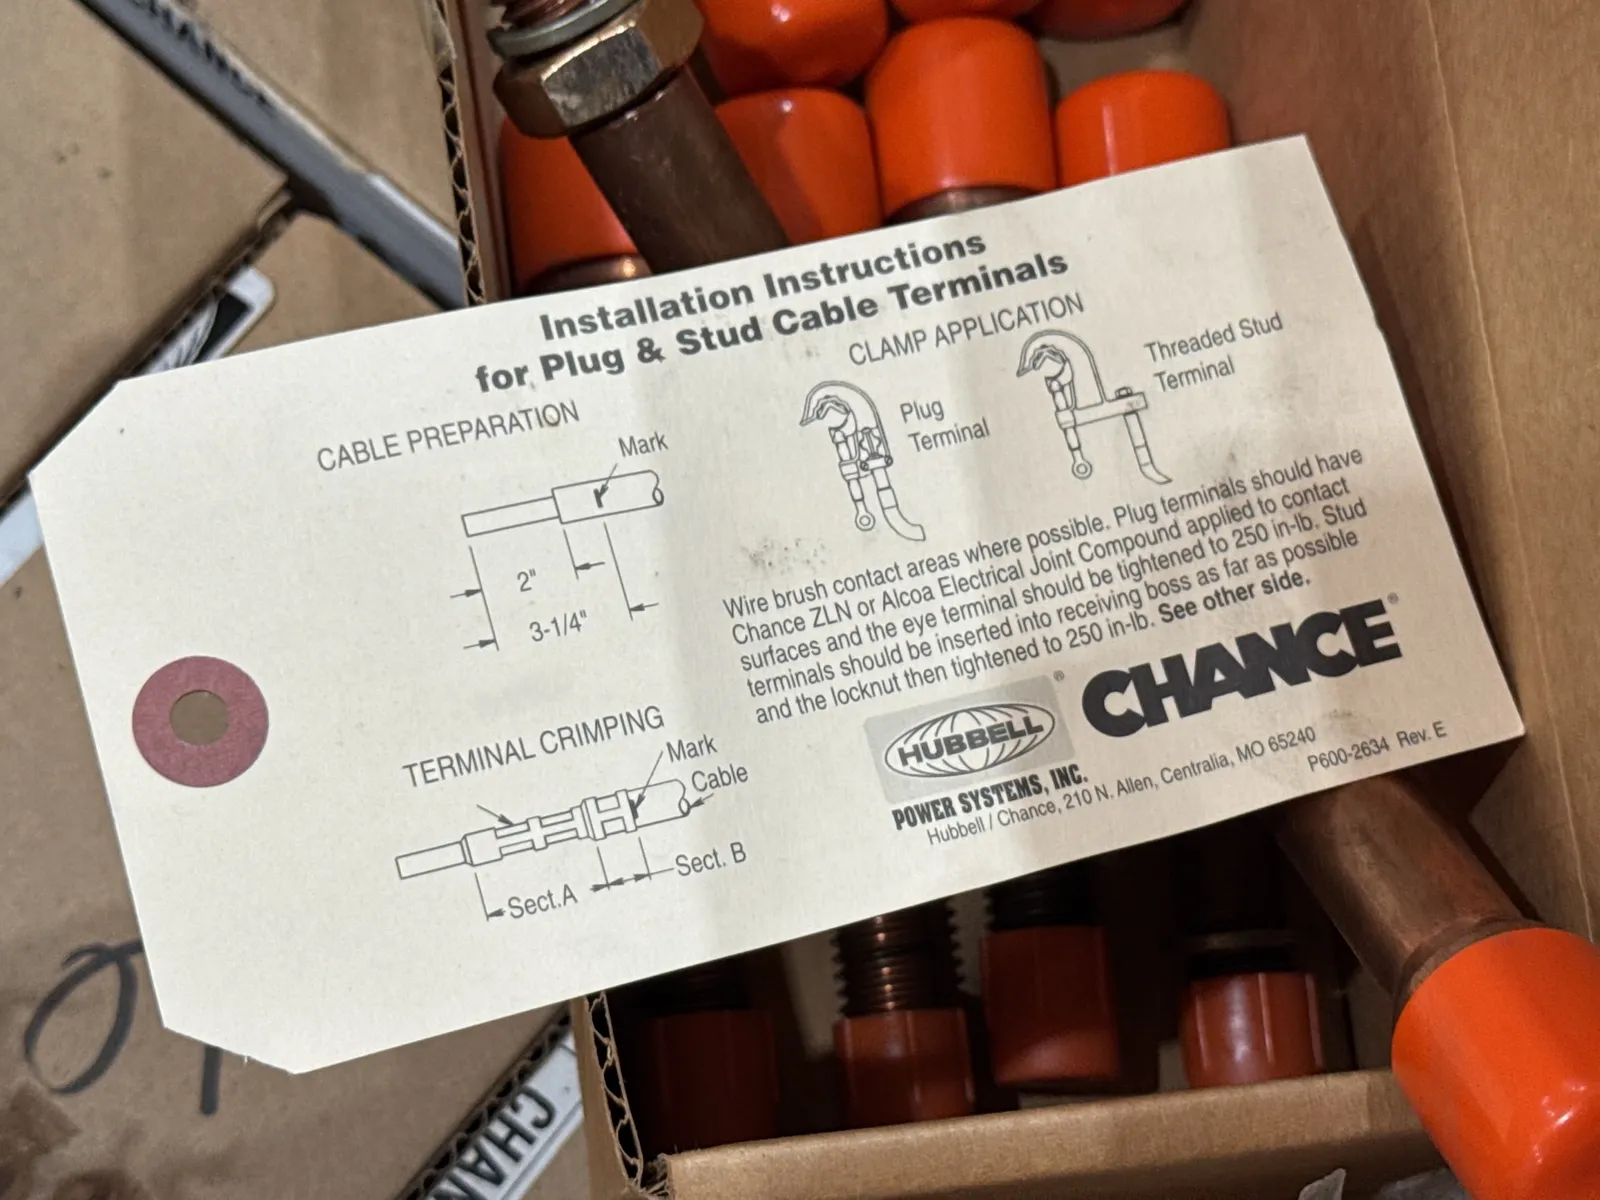 Installation Instructions
for Plug & Stud Cable Terminals
CABLE PREPARATION
Mark
2"
3-1/4"
CLAMP APPLICATION
Plug
Terminal
Threaded Stud
Terminal
Wire brush contact areas where possible. Plug terminals should have
Chance ZLN or Alcoa Electrical Joint Compound applied to contact
surfaces and the eye terminal should be tightened to 250 in-lb. Stud
terminals should be inserted into receiving boss as far as possible
and the locknut then tightened to 250 in-lb. See other side.
TERMINAL CRIMPING
Mark
Cable
Sect. A
Sect. B
HUBBELL®
POWER SYSTEMS, INC.
CHANCE®
Hubbell / Chance, 210 N. Allen, Centralia, MO 65240
P600-2634 Rev. E
CHANCE
CHAN